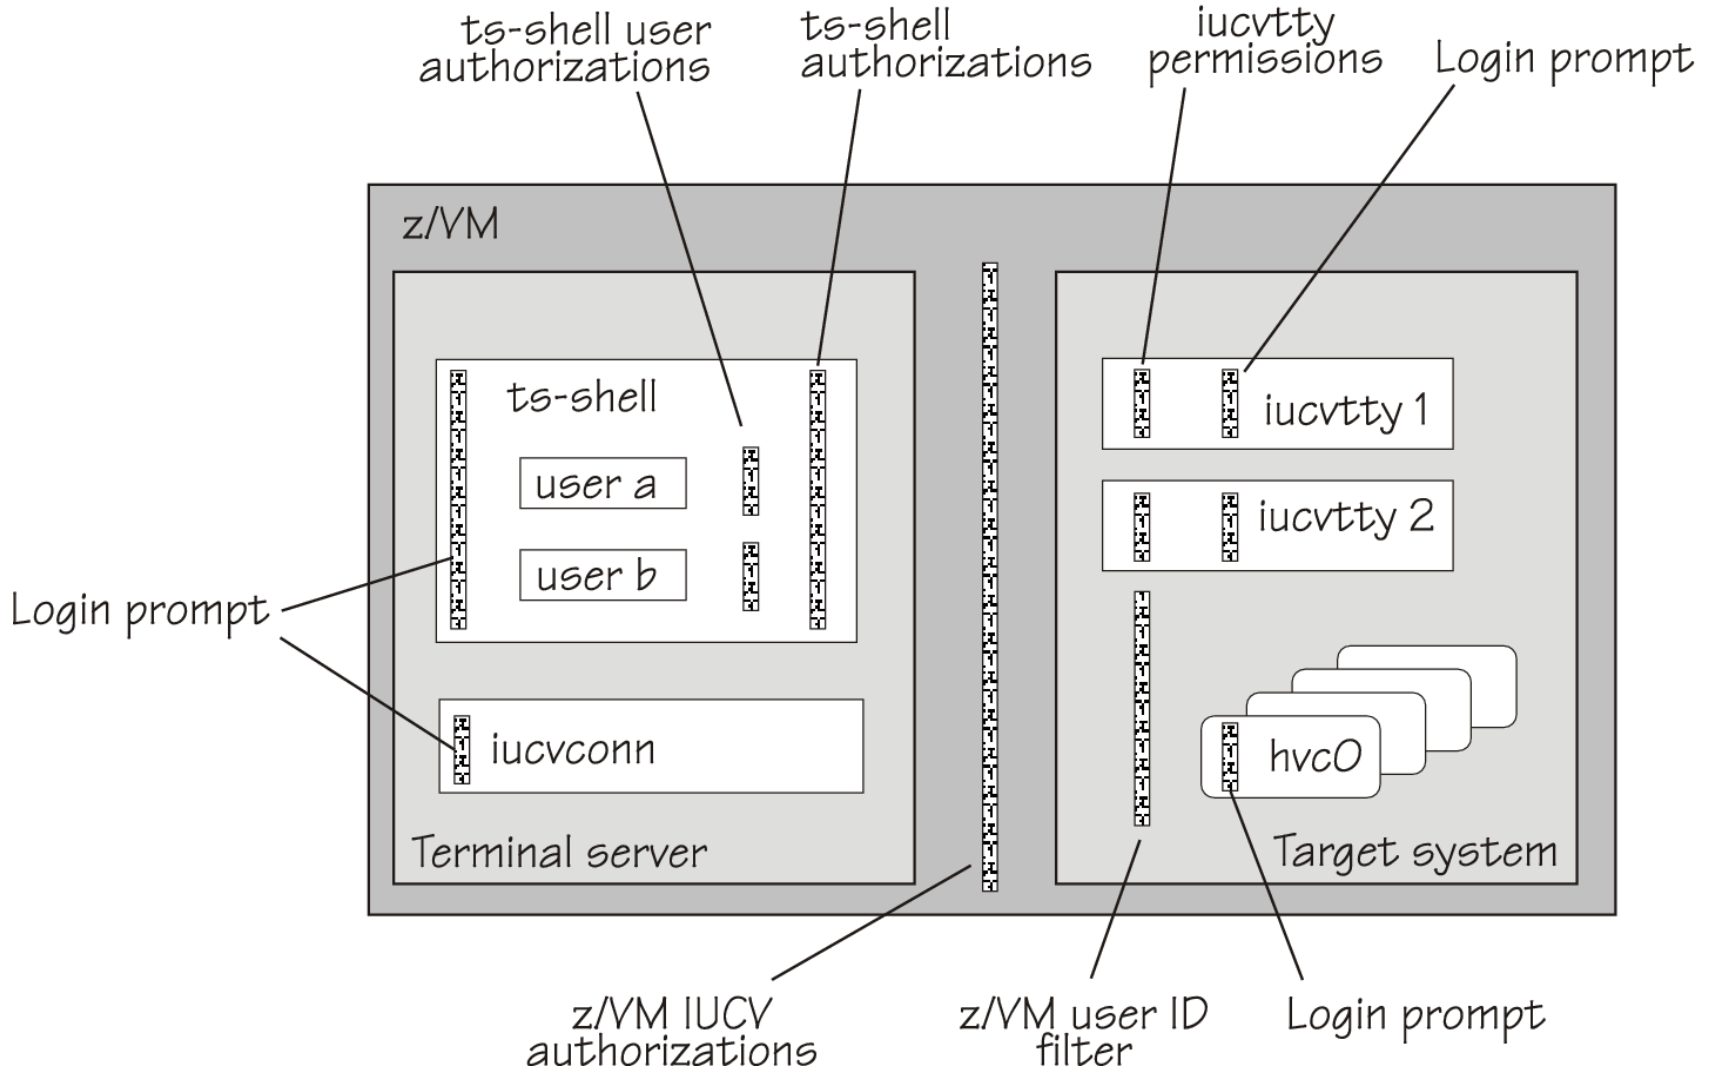 ts-shell user
authorizations
ts-shell
authorizations
iucvtty
permissions
Login prompt
z/VM
ts-shell
user a
user b
iucvtty 1
iucvtty 2
Login prompt
iucvconn
hvc0
Terminal server
Target system
z/VM IUCV
authorizations
z/VM user ID
filter
Login prompt